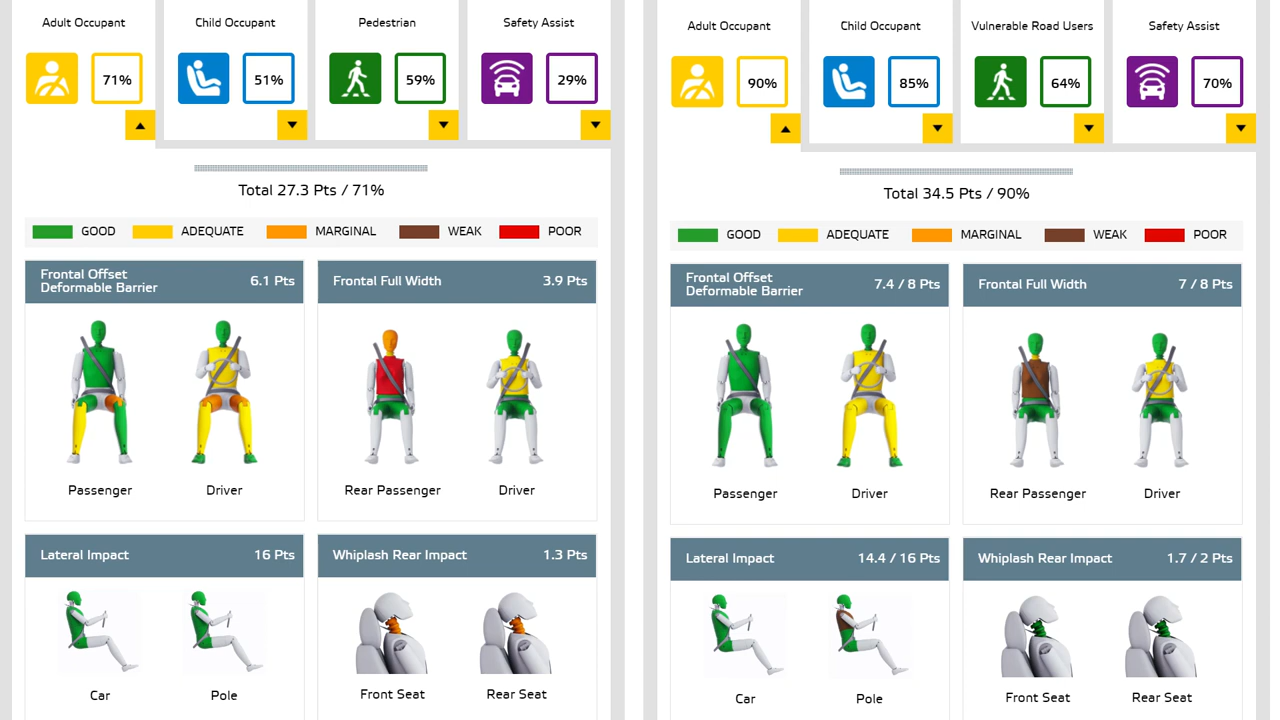 Adult Occupant
71%
Child Occupant
51%
Pedestrian
59%
Safety Assist
29%
Total 27.3 Pts / 71%
GOOD
ADEQUATE
MARGINAL
WEAK
POOR
Frontal Offset
Deformable Barrier
6.1 Pts
Passenger
Driver
Frontal Full Width
3.9 Pts
Rear Passenger
Driver
Lateral Impact
16 Pts
Car
Pole
Whiplash Rear Impact
1.3 Pts
Front Seat
Rear Seat
Adult Occupant
90%
Child Occupant
85%
Vulnerable Road Users
64%
Safety Assist
70%
Total 34.5 Pts / 90%
GOOD
ADEQUATE
MARGINAL
WEAK
POOR
Frontal Offset
Deformable Barrier
7.4 / 8 Pts
Passenger
Driver
Frontal Full Width
7 / 8 Pts
Rear Passenger
Driver
Lateral Impact
14.4 / 16 Pts
Car
Pole
Whiplash Rear Impact
1.7 / 2 Pts
Front Seat
Rear Seat